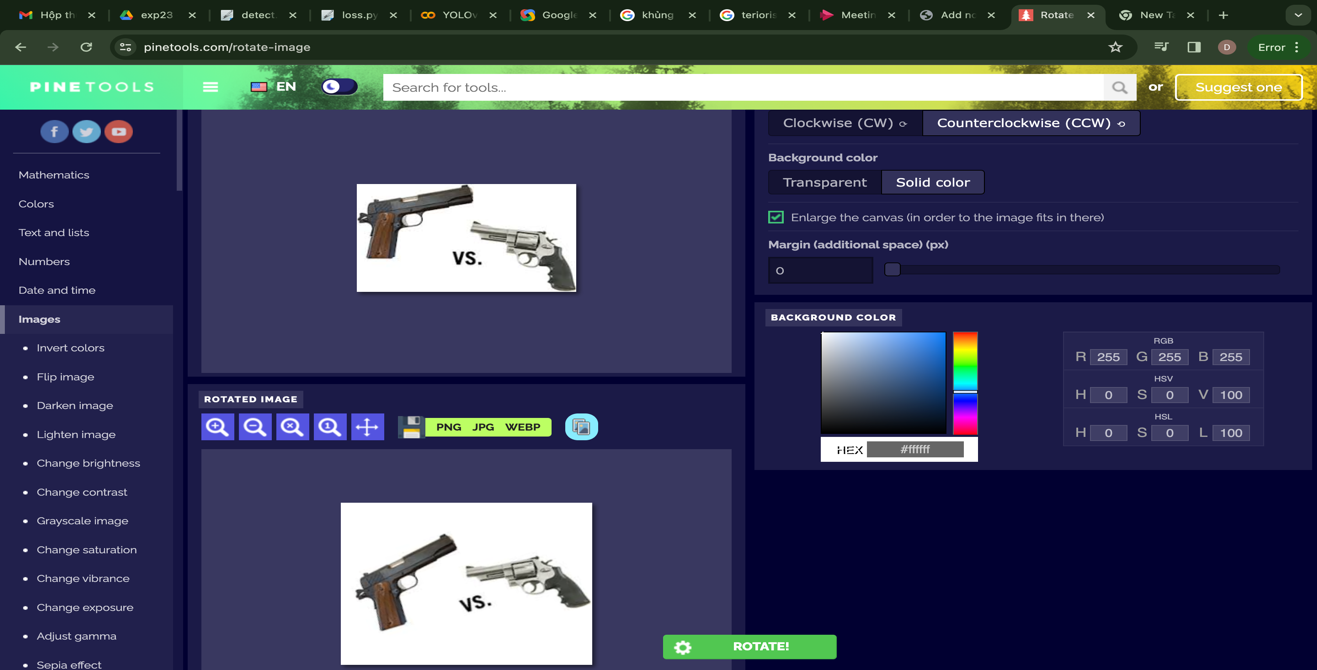 Hộp th
exp23
detect.
loss.py
YOLOv
Google
khủng
terioris
Meetin
Add no
Rotate
New Ta
pinetools.com/rotate-image
D
Error
PINETOOLS
EN
Search for tools...
or
Suggest one
Mathematics
Colors
Text and lists
Numbers
Date and time
Images
Invert colors
Flip image
Darken image
Lighten image
Change brightness
Change contrast
Grayscale image
Change saturation
Change vibrance
Change exposure
Adjust gamma
Sepia effect
VS.
ROTATED IMAGE
PNG JPG WEBP
VS.
ROTATE!
Clockwise (CW)
Counterclockwise (CCW)
Background color
Transparent
Solid color
Enlarge the canvas (in order to the image fits in there)
Margin (additional space) (px)
0
BACKGROUND COLOR
HEX #ffffff
RGB
R 255 G 255 B 255
HSV
H 0 S 0 V 100
HSL
H 0 S 0 L 100